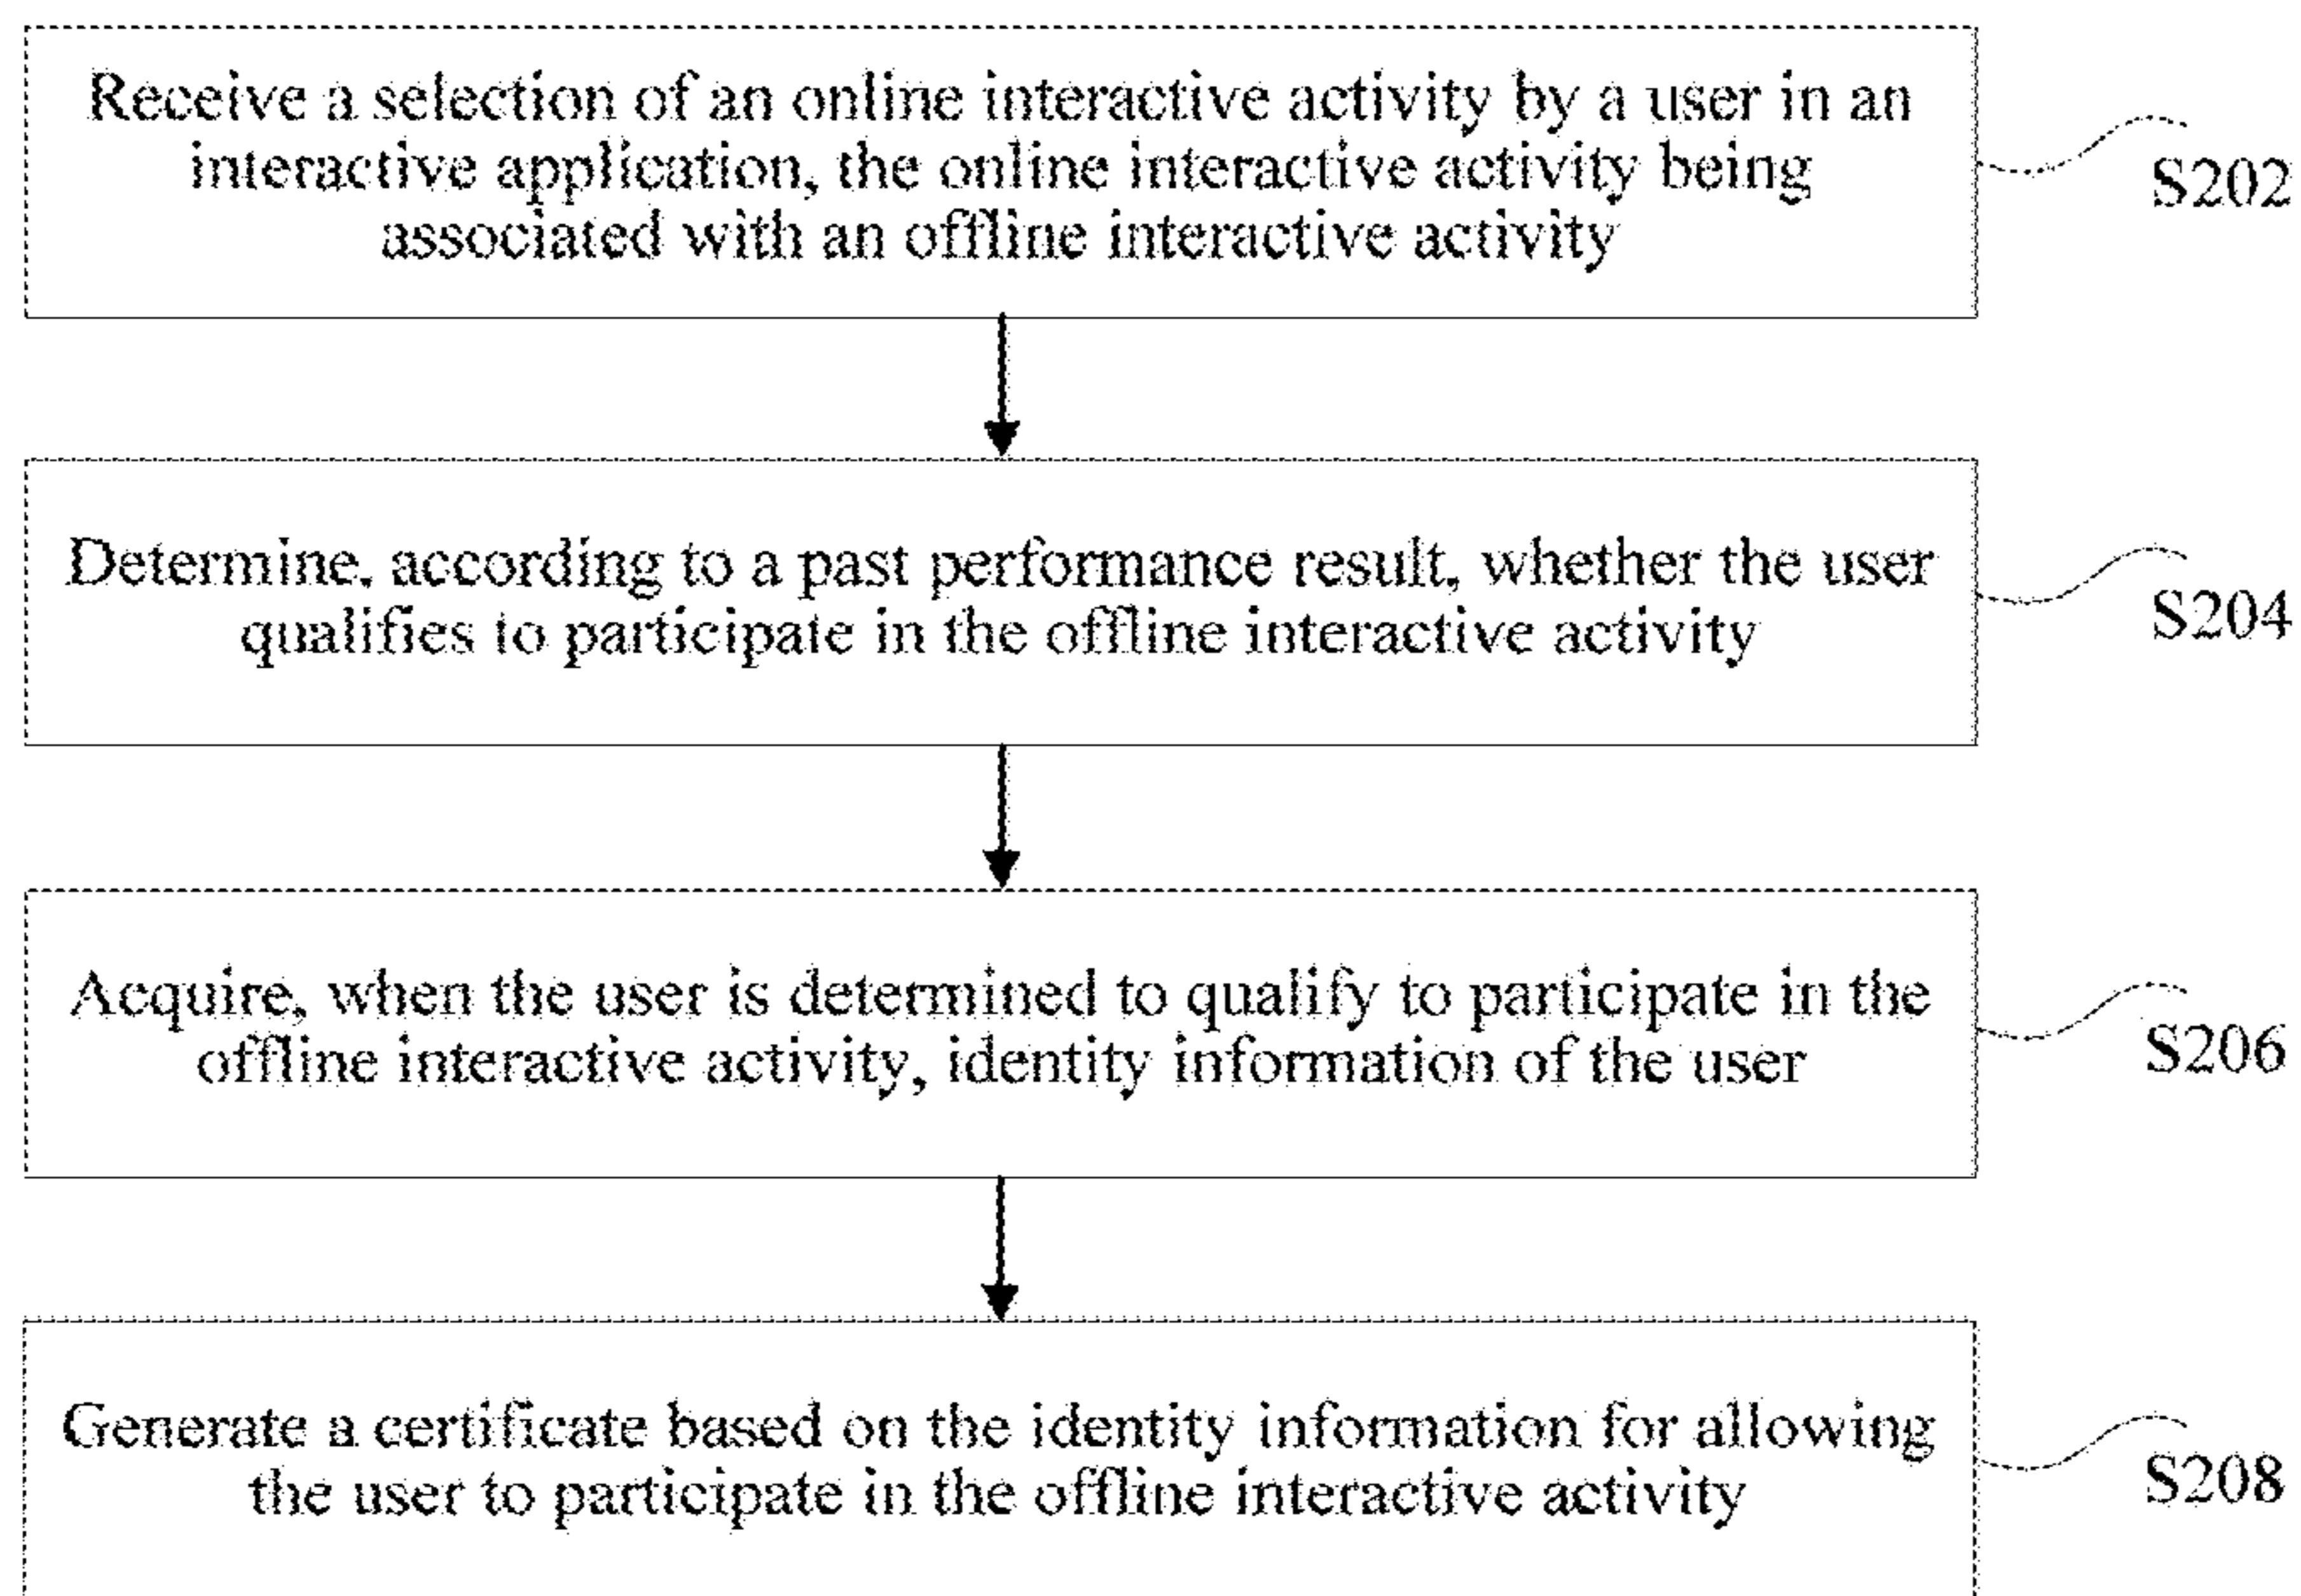 Receive a selection of an online interactive activity by a user in an
interactive application, the online interactive activity being
associated with an offline interactive activity
S202
Determine, according to a past performance result, whether the user
qualifies to participate in the offline interactive activity
S204
Acquire, when the user is determined to qualify to participate in the
offline interactive activity, identity information of the user
S206
Generate a certificate based on the identity information for allowing
the user to participate in the offline interactive activity
S208